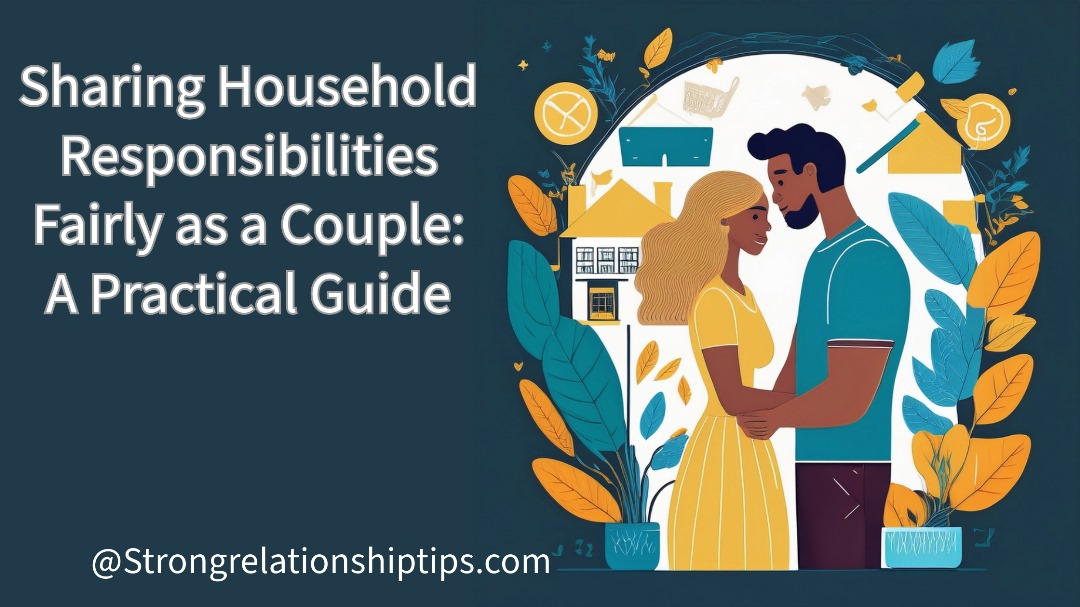 Sharing Household
Responsibilities
Fairly as a Couple:
A Practical Guide
@Strongrelationshiptips.com